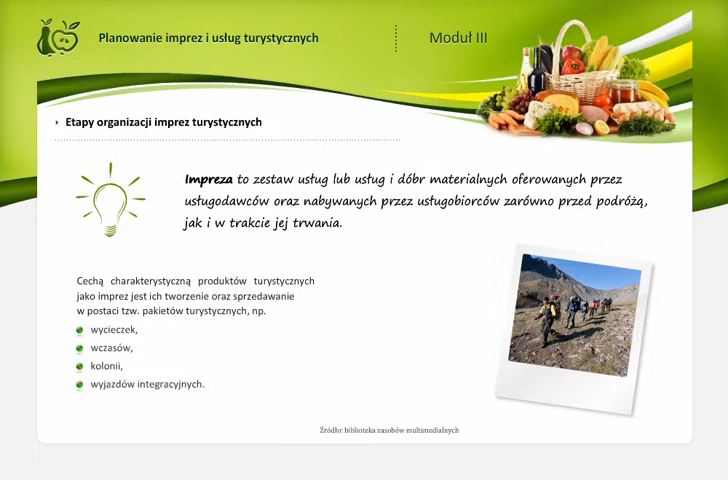 Planowanie imprez i usług turystycznych
Moduł III
Etapy organizacji imprez turystycznych
Impreza to zestaw usług lub usług i dóbr materialnych oferowanych przez
usługodawców oraz nabywanych przez usługobiorców zarówno przed podróżą,
jak i w trakcie jej trwania.
Cechą charakterystyczną produktów turystycznych
jako imprez jest ich tworzenie oraz sprzedawanie
w postaci tzw. pakietów turystycznych, np.
wycieczek,
wczasów,
kolonii,
wyjazdów integracyjnych.
Źródło: biblioteka zasobów multimedialnych